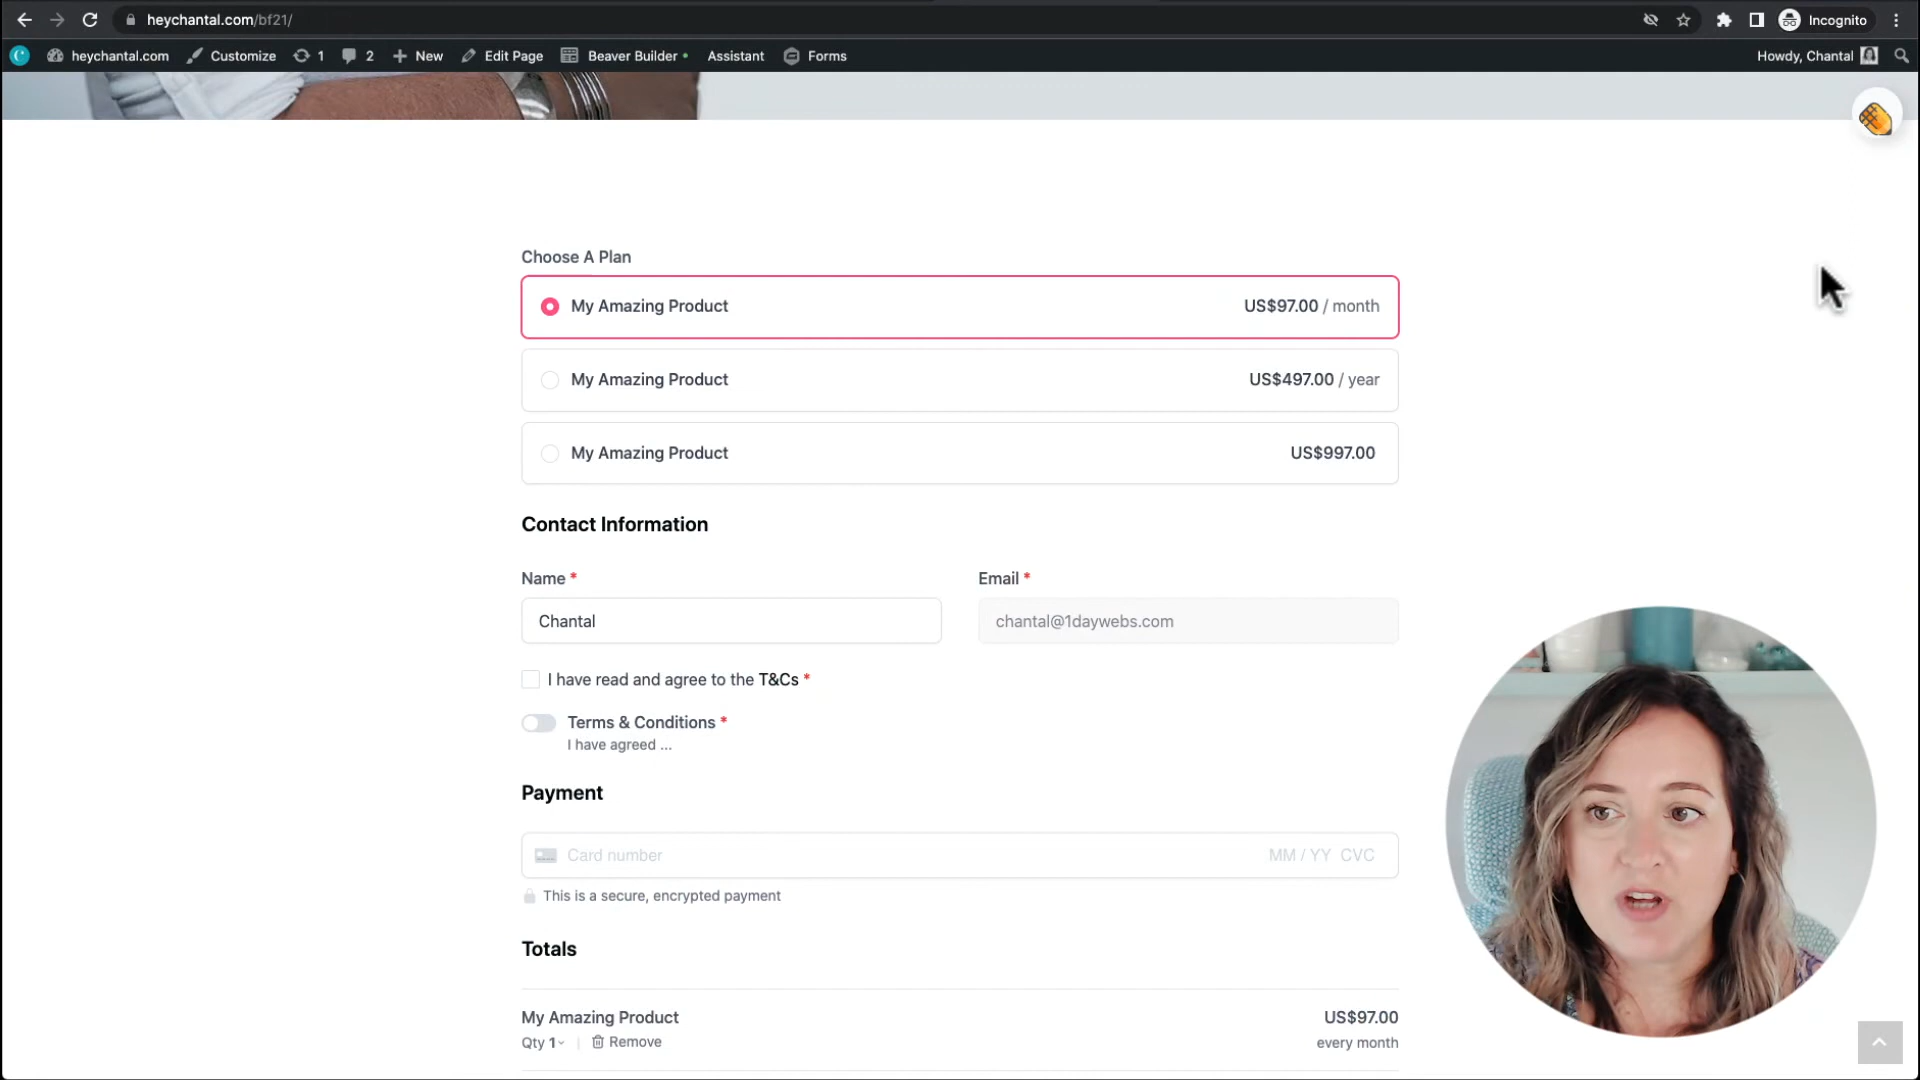 heychantal.com/bf21/
Incognito
heychantal.com
Customize
1
2
New
Edit Page
Beaver Builder
Assistant
Forms
Howdy, Chantal
Choose A Plan
My Amazing Product US$97.00 / month
My Amazing Product US$497.00 / year
My Amazing Product US$997.00
Contact Information
Name * Email *
Chantal chantal@1daywebs.com
I have read and agree to the T&Cs *
Terms & Conditions *
I have agreed ...
Payment
Card number MM / YY CVC
This is a secure, encrypted payment
Totals
My Amazing Product US$97.00
Qty 1 | Remove every month